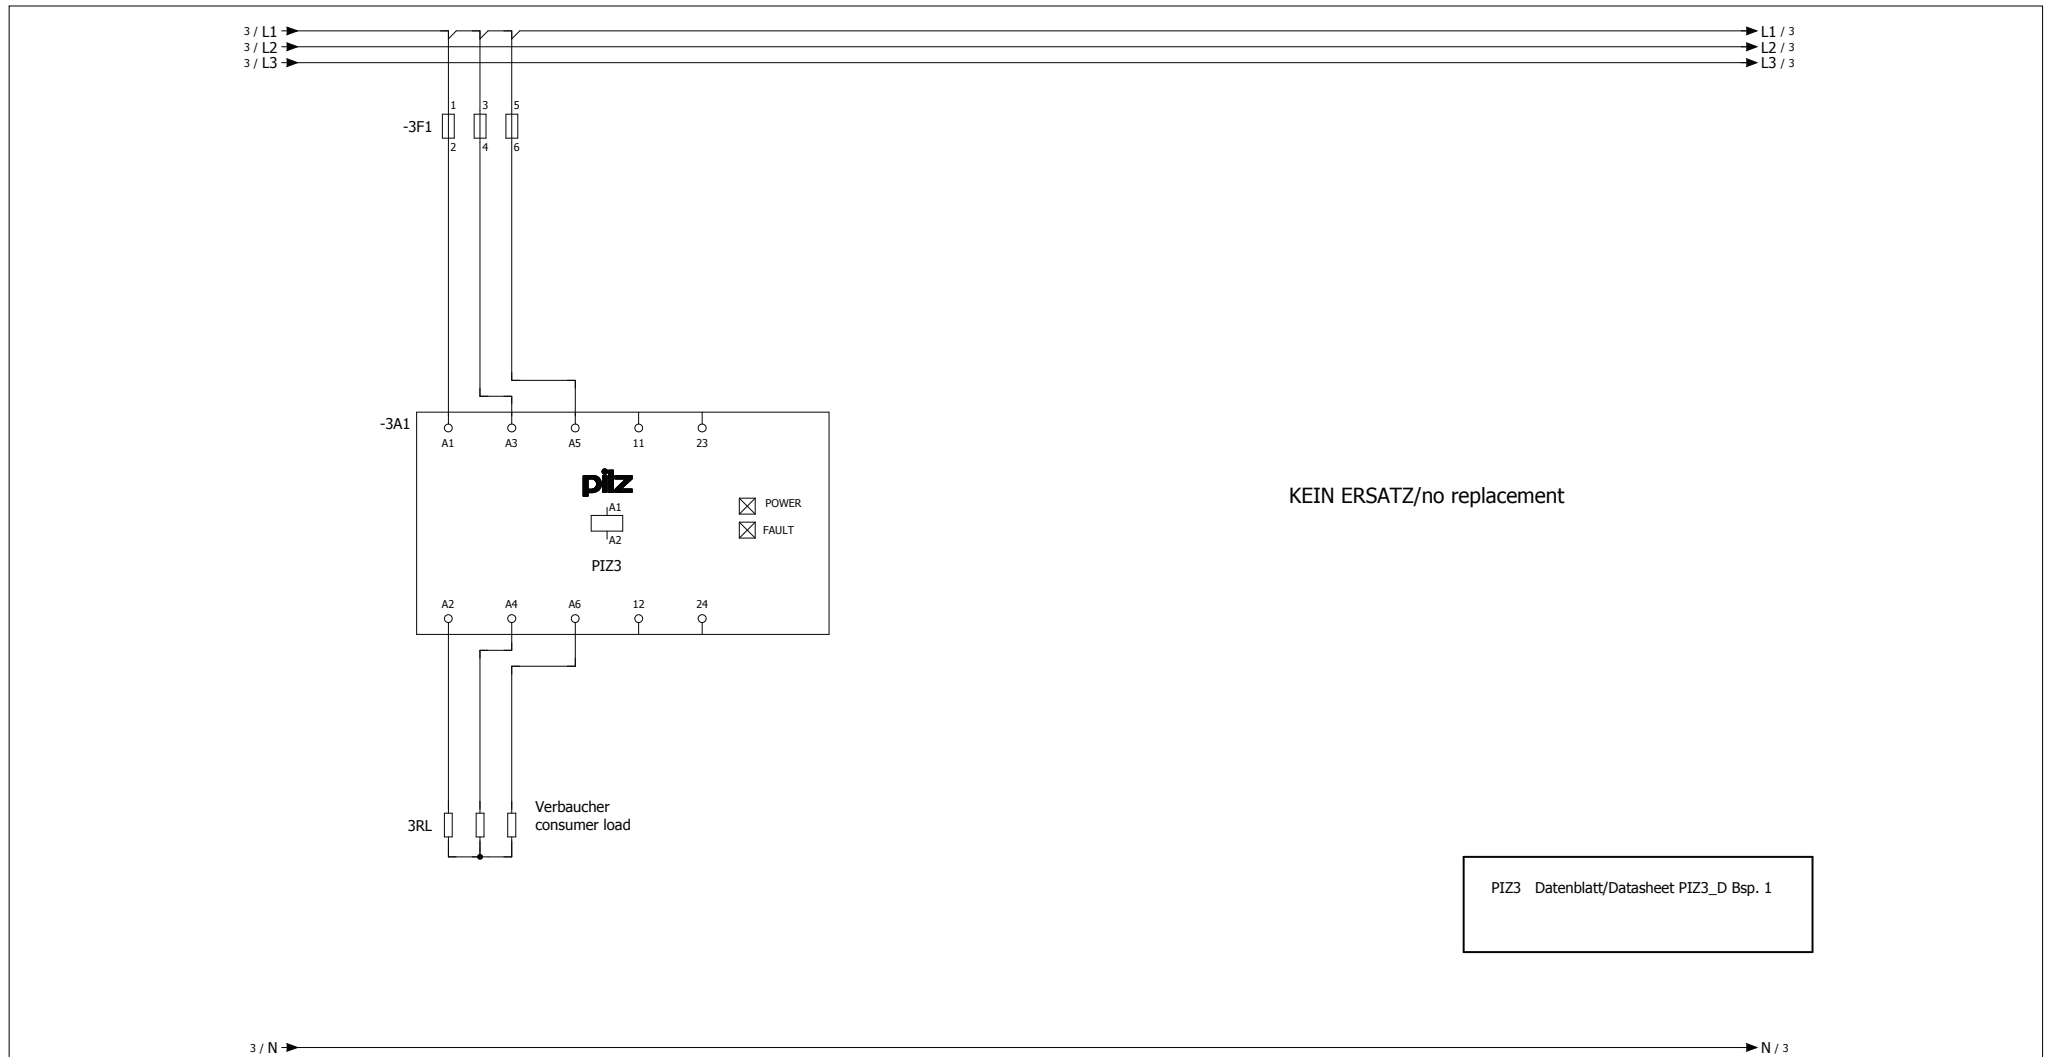 3 / L1
L1 / 3
3 / L2
L2 / 3
3 / L3
L3 / 3
1 3 5
-3F1
2 4 6
-3A1
A1 A3 A5 11 23
pilz
A1
POWER
A2
FAULT
PIZ3
A2 A4 A6 12 24
KEIN ERSATZ/no replacement
Verbaucher
consumer load
3RL
PIZ3 Datenblatt/Datasheet PIZ3_D Bsp. 1
3 / N
N / 3